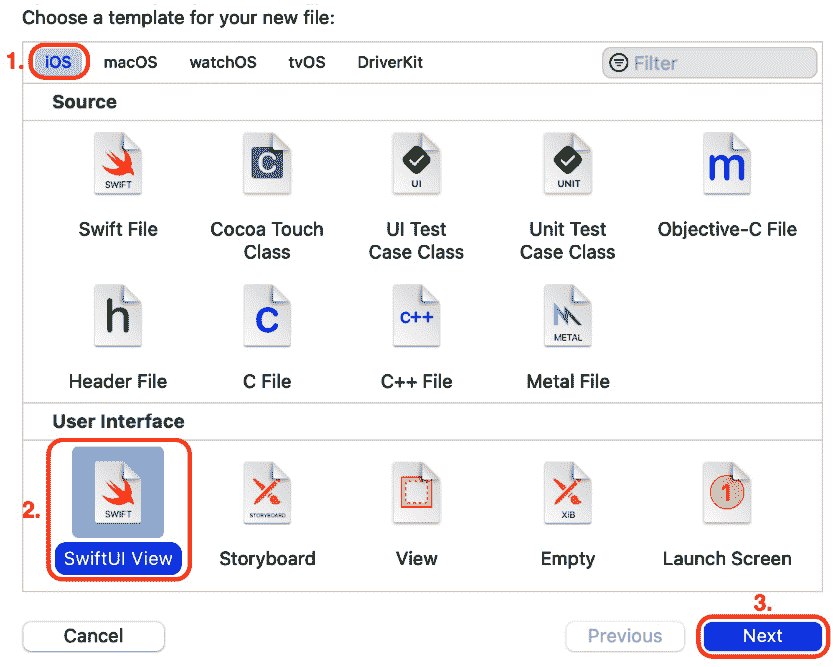 Choose a template for your new file:
1. iOS macOS watchOS tvOS DriverKit Filter
Source
SWIFT C UI UNIT m
Swift File Cocoa Touch Class UI Test Case Class Unit Test Case Class Objective-C File
h C C++ METAL
Header File C File C++ File Metal File
User Interface
2. SWIFT STORYBOARD XIB 1
SwiftUI View Storyboard View Empty Launch Screen
3.
Cancel Previous Next